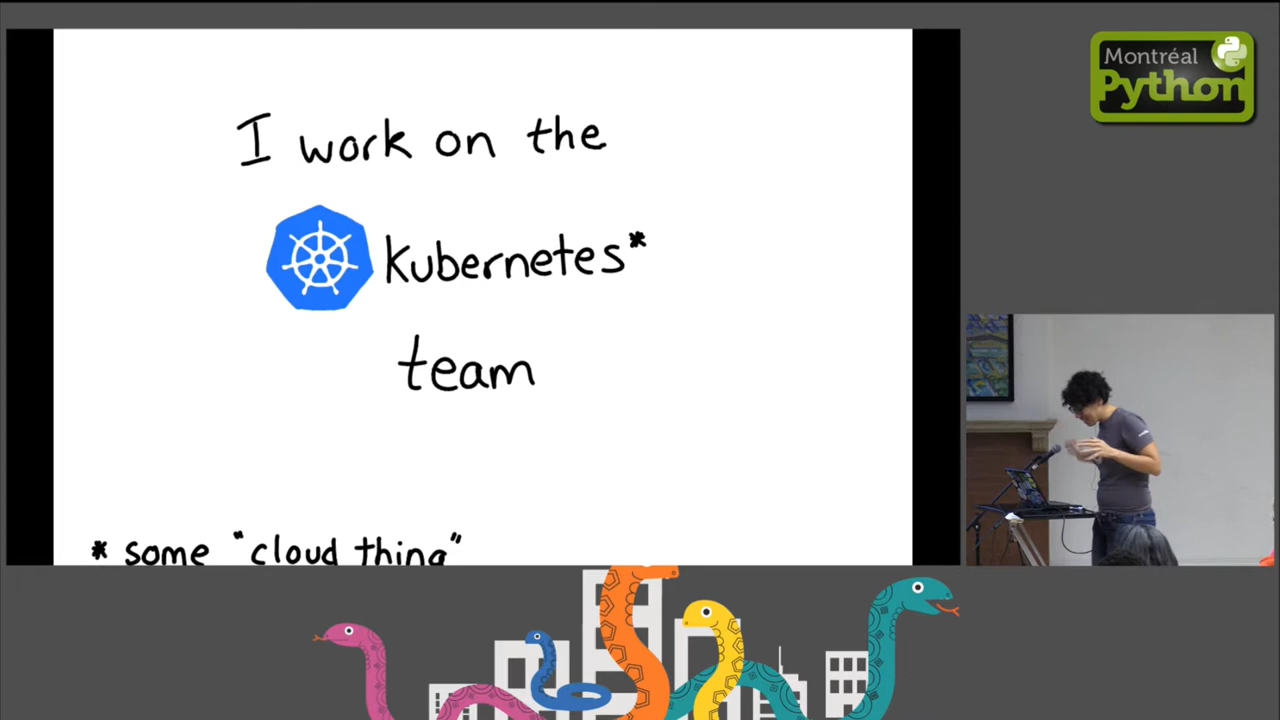 I work on the
kubernetes*
team
* some "cloud thing"
Montréal
Python